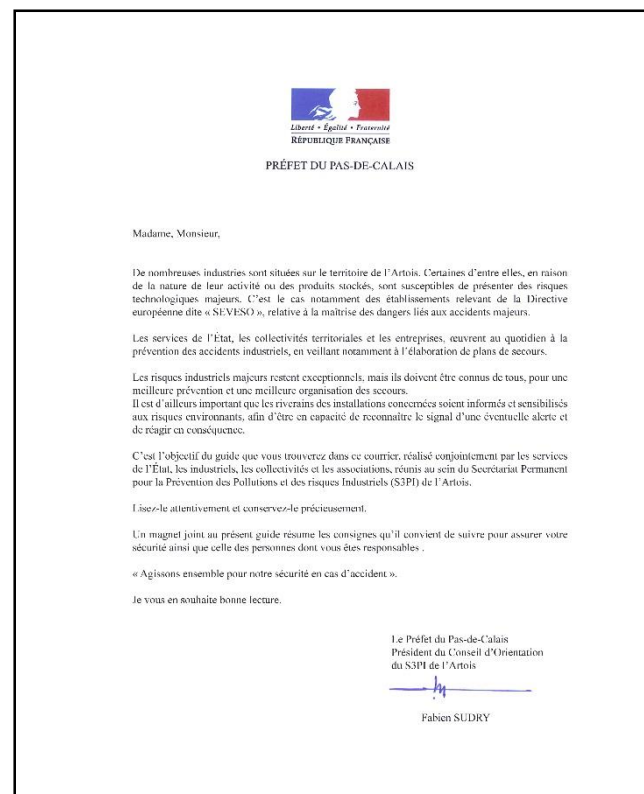 Liberté • Égalité • Fraternité
RÉPUBLIQUE FRANÇAISE
PRÉFET DU PAS-DE-CALAIS
Madame, Monsieur,
De nombreuses industries sont situées sur le territoire de l'Artois. Certaines d'entre elles, en raison
de la nature de leur activité ou des produits stockés, sont susceptibles de présenter des risques
technologiques majeurs. C'est le cas notamment des établissements relevant de la Directive
européenne dite « SEVESO », relative à la maîtrise des dangers liés aux accidents majeurs.
Les services de l'État, les collectivités territoriales et les entreprises, œuvrent au quotidien à la
prévention des accidents industriels, en veillant notamment à l'élaboration de plans de secours.
Les risques industriels majeurs restent exceptionnels, mais ils doivent être connus de tous, pour une
meilleure prévention et une meilleure organisation des secours.
Il est d'ailleurs important que les riverains des installations concernées soient informés et sensibilisés
aux risques environnants, afin d'être en capacité de reconnaître le signal d'une éventuelle alerte et
de réagir en conséquence.
C'est l'objectif du guide que vous trouverez dans ce courrier, réalisé conjointement par les services
de l'État, les industriels, les collectivités et les associations, réunis au sein du Secrétariat Permanent
pour la Prévention des Pollutions et des risques Industriels (S3PI) de l'Artois.
Lisez-le attentivement et conservez-le précieusement.
Un magnet joint au présent guide résume les consignes qu'il convient de suivre pour assurer votre
sécurité ainsi que celle des personnes dont vous êtes responsables .
« Agissons ensemble pour notre sécurité en cas d'accident ».
Je vous en souhaite bonne lecture.
Le Préfet du Pas-de-Calais
Président du Conseil d'Orientation
du S3PI de l'Artois
Fabien SUDRY